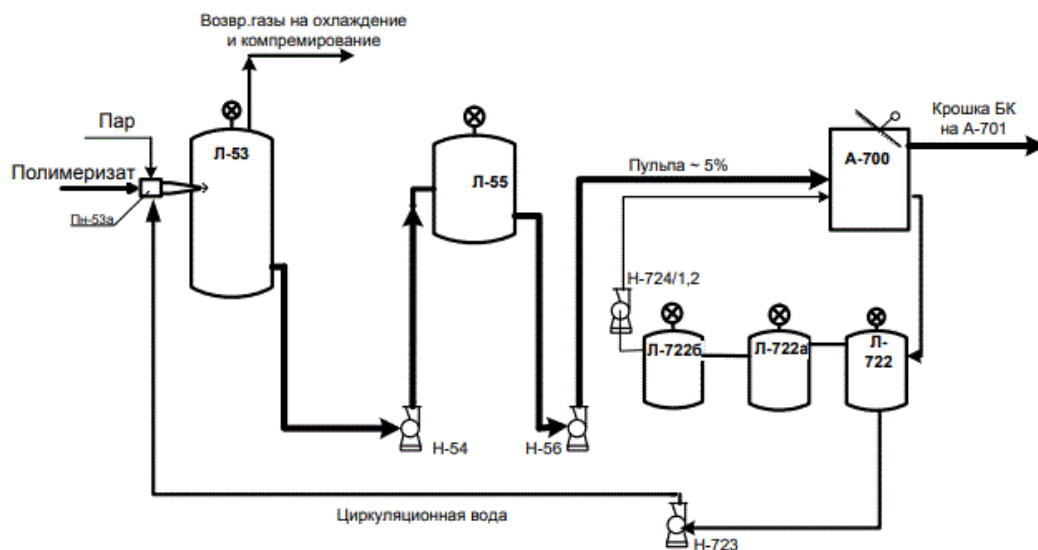 Возвр.газы на охлаждение
и компремирование
Пар
Полимеризат
Пн-53а
Л-53
Л-55
Пульпа ~ 5%
А-700
Крошка БК
на А-701
Н-724/1,2
Л-722б
Л-722а
Л-
722
Н-54
Н-56
Циркуляционная вода
Н-723